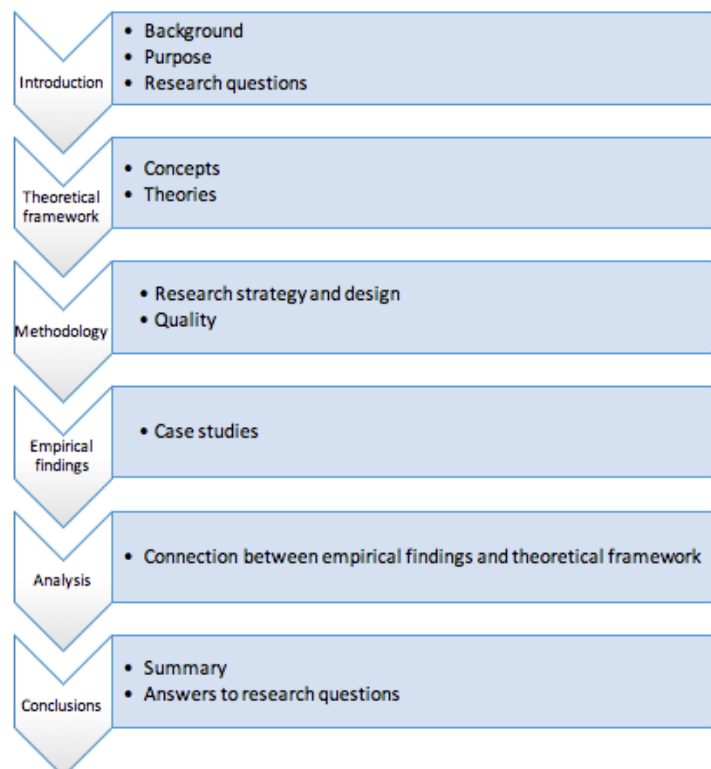 Introduction
• Background
• Purpose
• Research questions
Theoretical
framework
• Concepts
• Theories
Methodology
• Research strategy and design
• Quality
Empirical
findings
• Case studies
Analysis
• Connection between empirical findings and theoretical framework
Conclusions
• Summary
• Answers to research questions